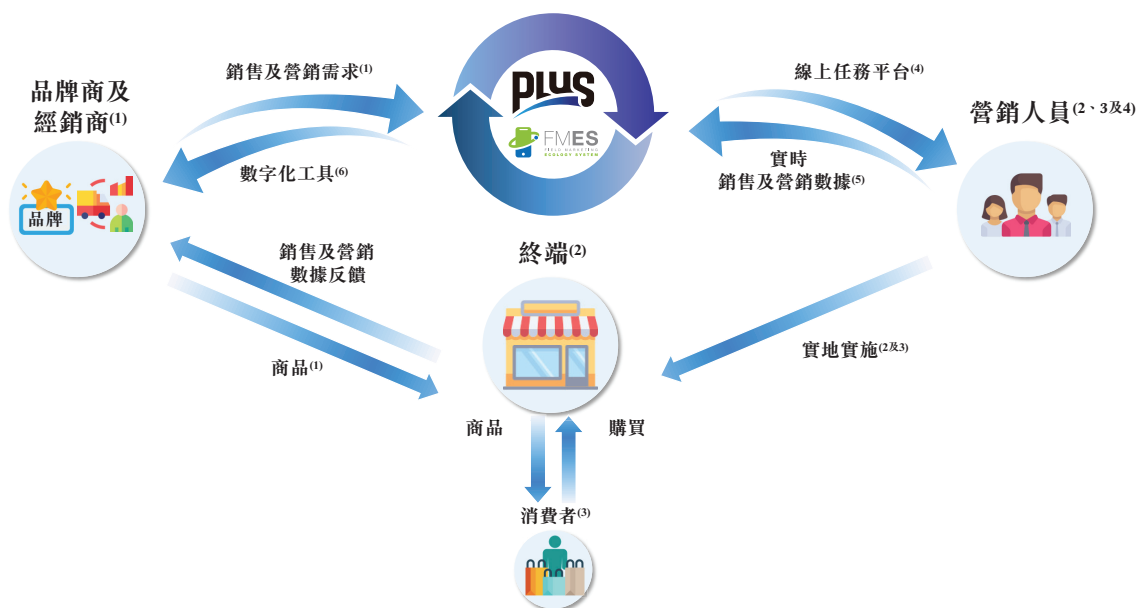 銷售及營銷需求(1)
線上任務平台(4)
品牌商及
經銷商(1)
PLUS
營銷人員(2、3及4)
FMES
FIELD MARKETING
ECOLOGY SYSTEM
數字化工具(6)
實時
銷售及營銷數據(5)
品牌
銷售及營銷
數據反饋
終端(2)
商品(1)
實地實施(2及3)
商品
購買
消費者(3)